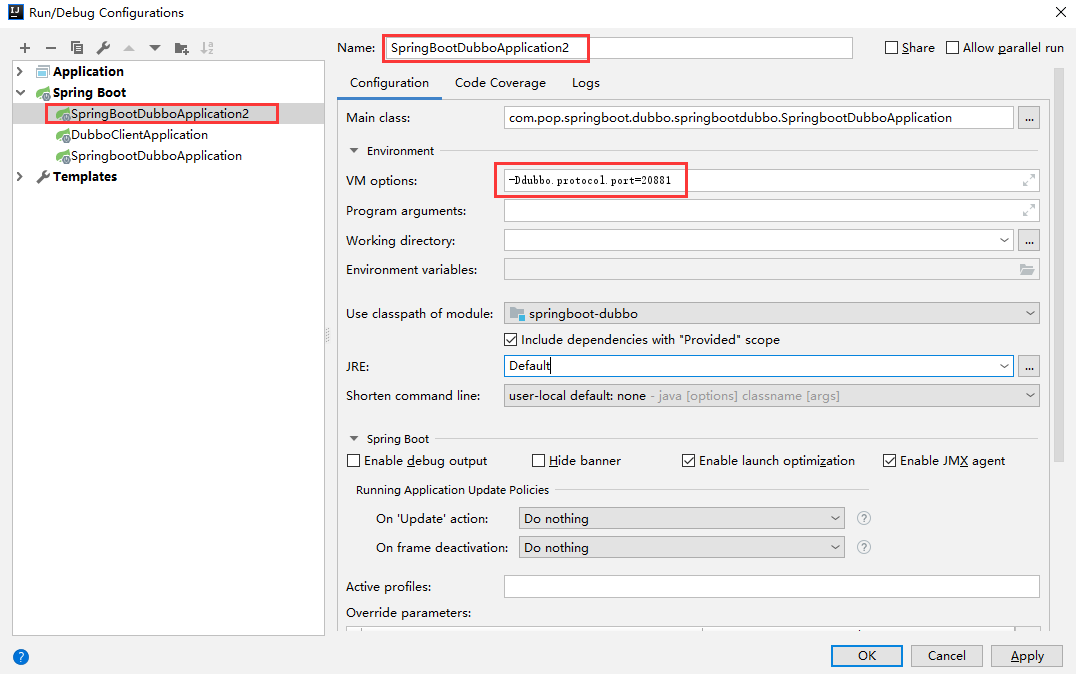 Run/Debug Configurations
Name: SpringBootDubboApplication2
Share
Allow parallel run
Application
Spring Boot
SpringBootDubboApplication2
DubboClientApplication
SpringbootDubboApplication
Templates
Configuration Code Coverage Logs
Main class: com.pop.springboot.dubbo.springbootdubbo.SpringbootDubboApplication ...
Environment
VM options: -Ddubbo.protocol.port=20881
Program arguments:
Working directory: ...
Environment variables:
Use classpath of module: springboot-dubbo
Include dependencies with "Provided" scope
JRE: Default ...
Shorten command line: user-local default: none - java [options] classname [args]
Spring Boot
Enable debug output Hide banner Enable launch optimization Enable JMX agent
Running Application Update Policies
On 'Update' action: Do nothing ?
On frame deactivation: Do nothing ?
Active profiles:
Override parameters:
? OK Cancel Apply